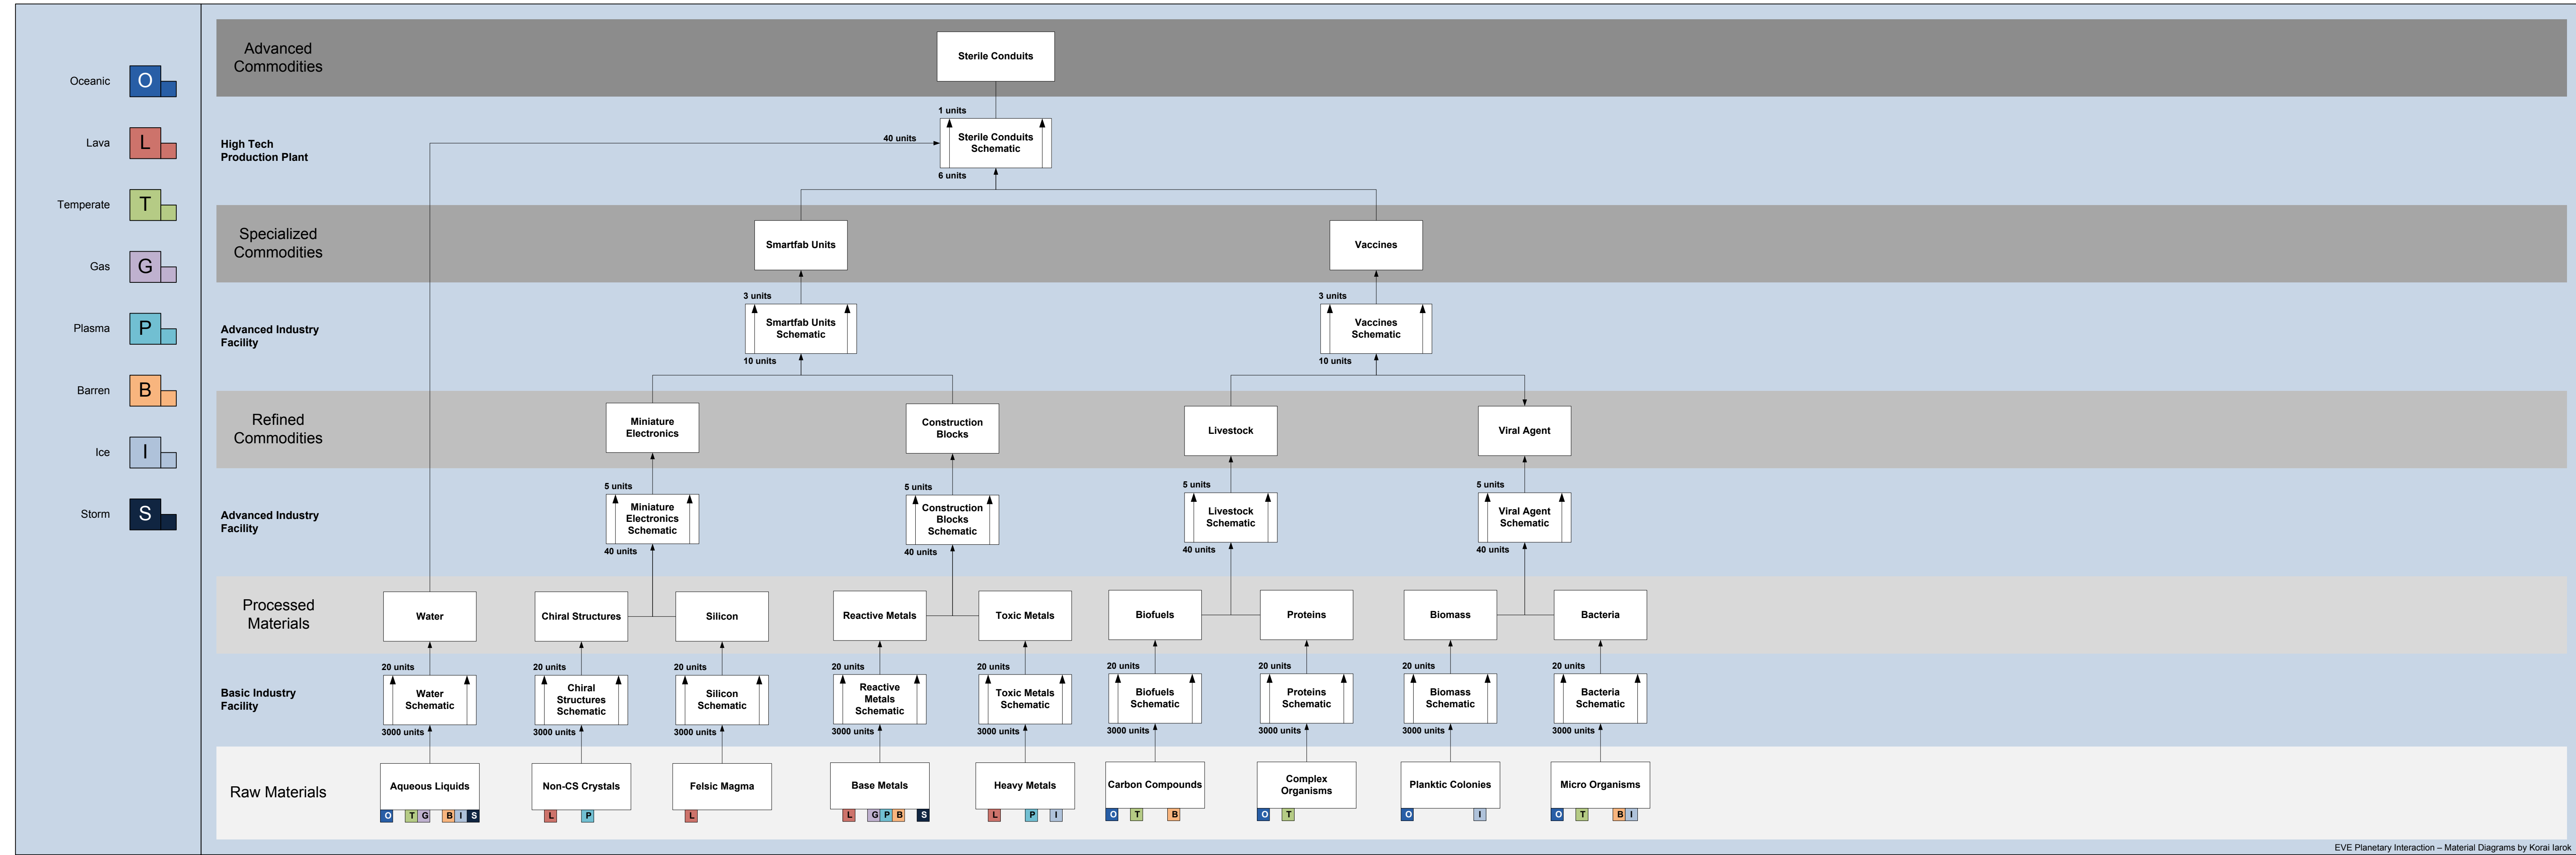 Oceanic
O
Lava
L
Temperate
T
Gas
G
Plasma
P
Barren
B
Ice
I
Storm
S
Advanced
Commodities
Sterile Conduits
High Tech
Production Plant
1 units
40 units
Sterile Conduits
Schematic
6 units
Specialized
Commodities
Smartfab Units
Vaccines
Advanced Industry
Facility
3 units
Smartfab Units
Schematic
10 units
3 units
Vaccines
Schematic
10 units
Refined
Commodities
Miniature
Electronics
Construction
Blocks
Livestock
Viral Agent
Advanced Industry
Facility
5 units
Miniature
Electronics
Schematic
40 units
5 units
Construction
Blocks
Schematic
40 units
5 units
Livestock
Schematic
40 units
5 units
Viral Agent
Schematic
40 units
Processed
Materials
Water
Chiral Structures
Silicon
Reactive Metals
Toxic Metals
Biofuels
Proteins
Biomass
Bacteria
Basic Industry
Facility
20 units
Water
Schematic
3000 units
20 units
Chiral
Structures
Schematic
3000 units
20 units
Silicon
Schematic
3000 units
20 units
Reactive
Metals
Schematic
3000 units
20 units
Toxic Metals
Schematic
3000 units
20 units
Biofuels
Schematic
3000 units
20 units
Proteins
Schematic
3000 units
20 units
Biomass
Schematic
3000 units
20 units
Bacteria
Schematic
3000 units
Raw Materials
Aqueous Liquids
O T G B I S
Non-CS Crystals
L P
Felsic Magma
L
Base Metals
L G P B S
Heavy Metals
L P I
Carbon Compounds
O T B
Complex
Organisms
O T
Planktic Colonies
O I
Micro Organisms
O T B I
EVE Planetary Interaction – Material Diagrams by Korai Iarok